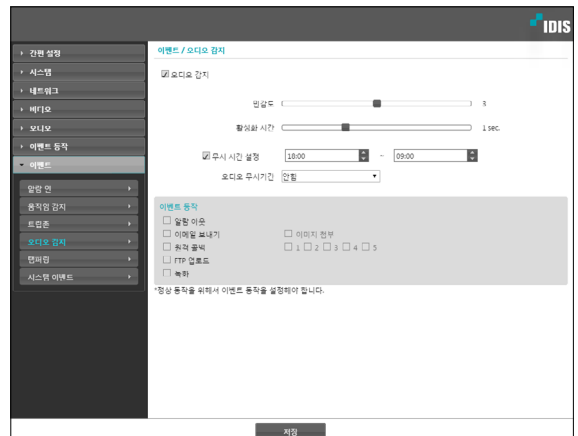 IDIS
간편 설정
시스템
네트워크
비디오
오디오
이벤트 동작
이벤트
알람 인
움직임 감지
트립존
오디오 감지
탬퍼링
시스템 이벤트
이벤트 / 오디오 감지
오디오 감지
민감도 3
활성화 시간 1 sec.
무시 시간 설정 18:00 ~ 09:00
오디오 무시기간 안함
이벤트 동작
알람 아웃
이메일 보내기 이미지 첨부
원격 콜백 1 2 3 4 5
FTP 업로드
녹화
*정상 동작을 위해서 이벤트 동작을 설정해야 합니다.
저장